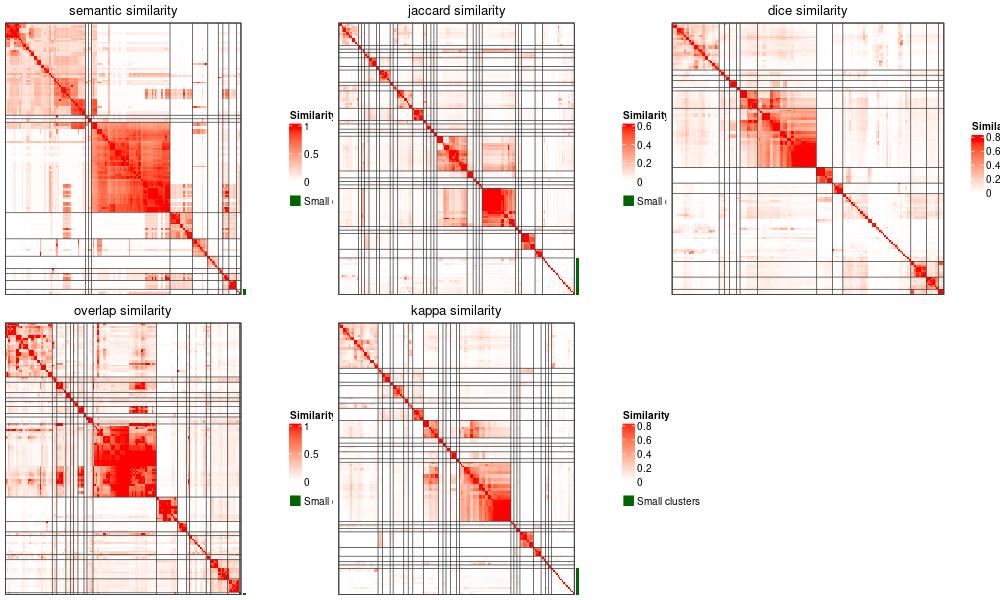 semantic similarity
Similarity
1
0.5
0
Small
jaccard similarity
Similarity
0.6
0.4
0.2
0
Small
dice similarity
Simila
0.8
0.6
0.4
0.2
0
overlap similarity
Similarity
1
0.5
0
Small
kappa similarity
Similarity
0.8
0.6
0.4
0.2
0
Small clusters